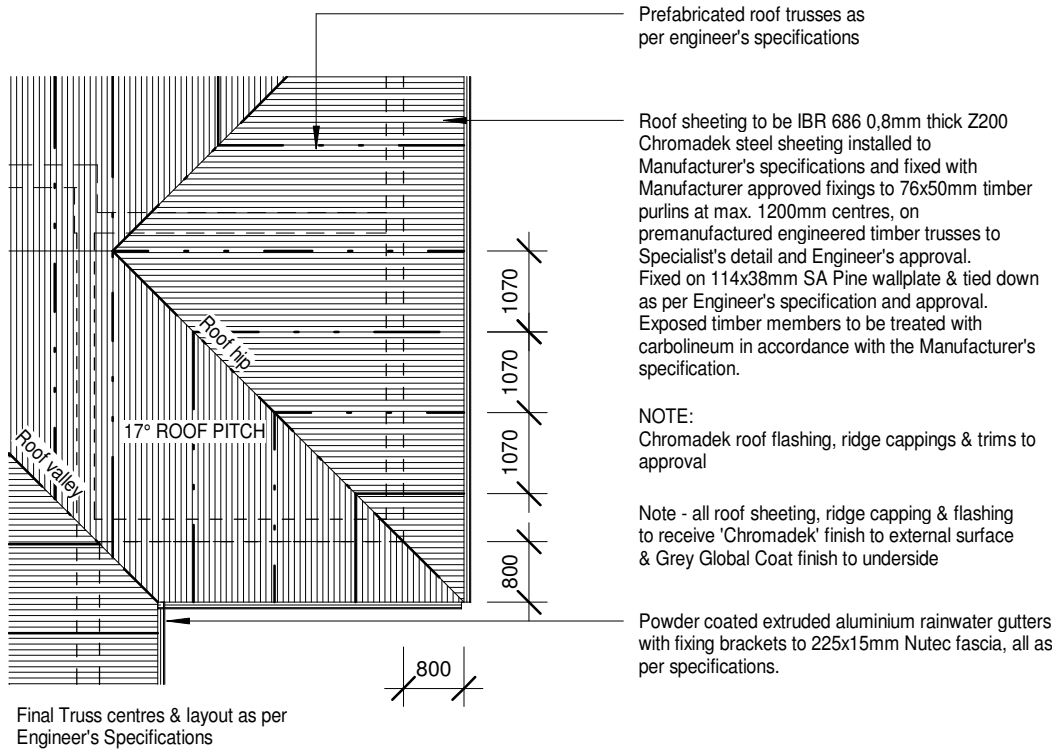 Prefabricated roof trusses as
per engineer's specifications
Roof sheeting to be IBR 686 0,8mm thick Z200
Chromadek steel sheeting installed to
Manufacturer's specifications and fixed with
Manufacturer approved fixings to 76x50mm timber
purlins at max. 1200mm centres, on
premanufactured engineered timber trusses to
Specialist's detail and Engineer's approval.
Fixed on 114x38mm SA Pine wallplate & tied down
as per Engineer's specification and approval.
Exposed timber members to be treated with
carbolineum in accordance with the Manufacturer's
specification.
NOTE:
Chromadek roof flashing, ridge cappings & trims to
approval
Note - all roof sheeting, ridge capping & flashing
to receive 'Chromadek' finish to external surface
& Grey Global Coat finish to underside
Powder coated extruded aluminium rainwater gutters
with fixing brackets to 225x15mm Nutec fascia, all as
per specifications.
Roof hip
17° ROOF PITCH
Roof valley
1070
1070
1070
800
800
Final Truss centres & layout as per
Engineer's Specifications